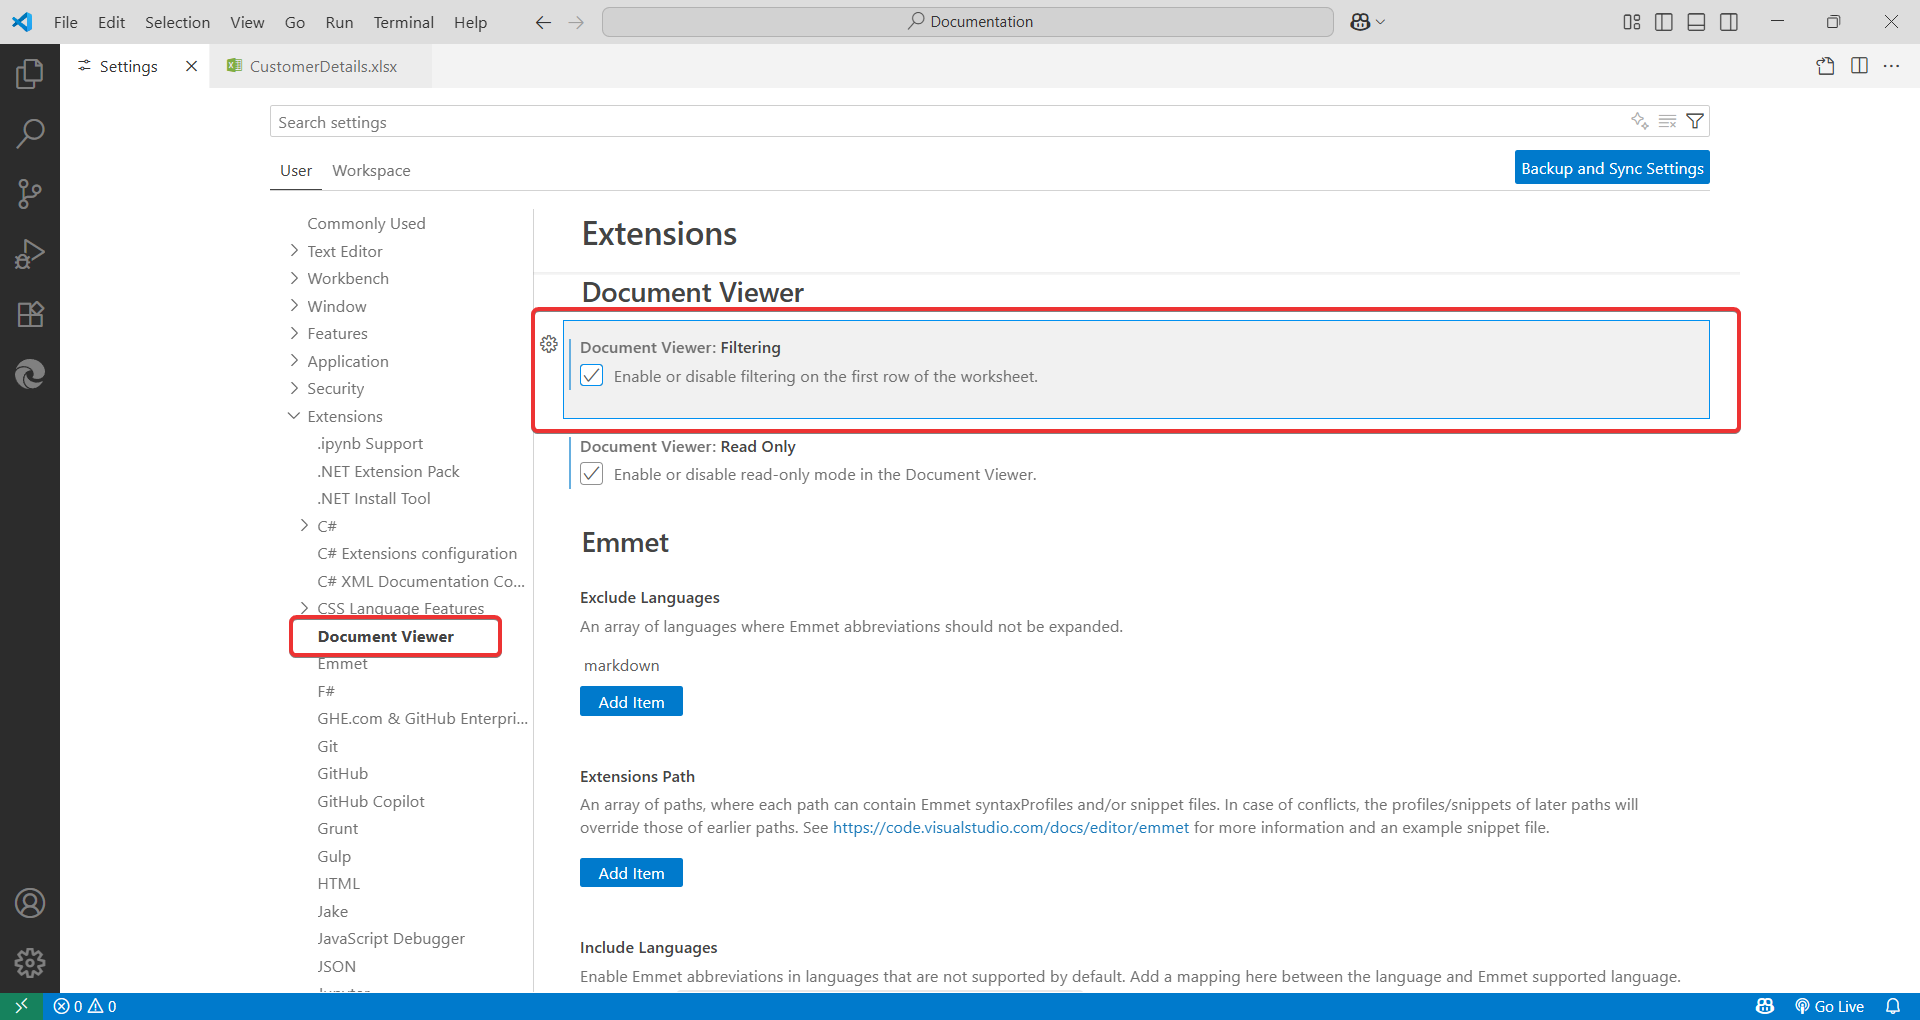 File Edit Selection View Go Run Terminal Help
Documentation
Settings
CustomerDetails.xlsx
Search settings
User Workspace
Backup and Sync Settings
Commonly Used
Text Editor
Workbench
Window
Features
Application
Security
Extensions
.ipynb Support
.NET Extension Pack
.NET Install Tool
C#
C# Extensions configuration
C# XML Documentation Co...
CSS Language Features
Document Viewer
Emmet
F#
GHE.com & GitHub Enterpri...
Git
GitHub
GitHub Copilot
Grunt
Gulp
HTML
Jake
JavaScript Debugger
JSON
Extensions
Document Viewer
Document Viewer: Filtering
Enable or disable filtering on the first row of the worksheet.
Document Viewer: Read Only
Enable or disable read-only mode in the Document Viewer.
Emmet
Exclude Languages
An array of languages where Emmet abbreviations should not be expanded.
markdown
Add Item
Extensions Path
An array of paths, where each path can contain Emmet syntaxProfiles and/or snippet files. In case of conflicts, the profiles/snippets of later paths will
override those of earlier paths. See https://code.visualstudio.com/docs/editor/emmet for more information and an example snippet file.
Add Item
Include Languages
Enable Emmet abbreviations in languages that are not supported by default. Add a mapping here between the language and Emmet supported language.
0 0
Go Live